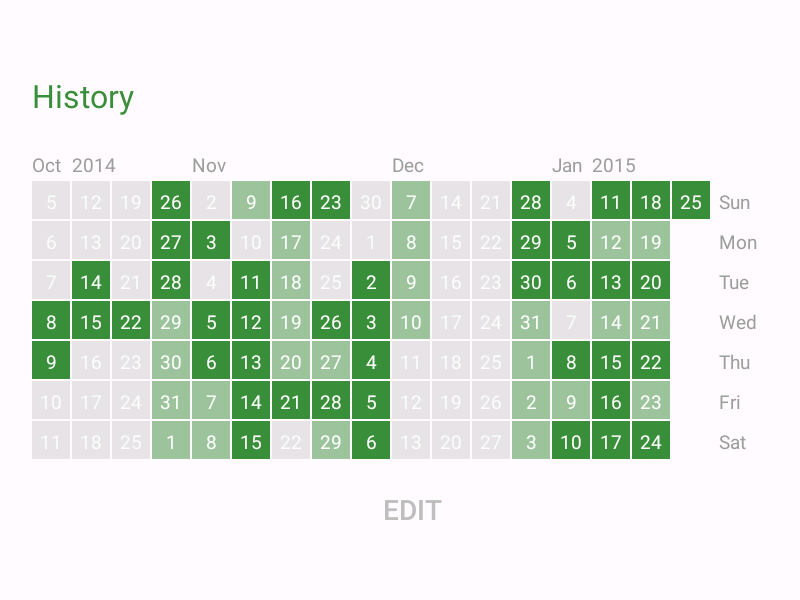 History
Oct 2014 Nov Dec Jan 2015
5 12 19 26 2 9 16 23 30 7 14 21 28 4 11 18 25 Sun
6 13 20 27 3 10 17 24 1 8 15 22 29 5 12 19 Mon
7 14 21 28 4 11 18 25 2 9 16 23 30 6 13 20 Tue
8 15 22 29 5 12 19 26 3 10 17 24 31 7 14 21 Wed
9 16 23 30 6 13 20 27 4 11 18 25 1 8 15 22 Thu
10 17 24 31 7 14 21 28 5 12 19 26 2 9 16 23 Fri
11 18 25 1 8 15 22 29 6 13 20 27 3 10 17 24 Sat
EDIT